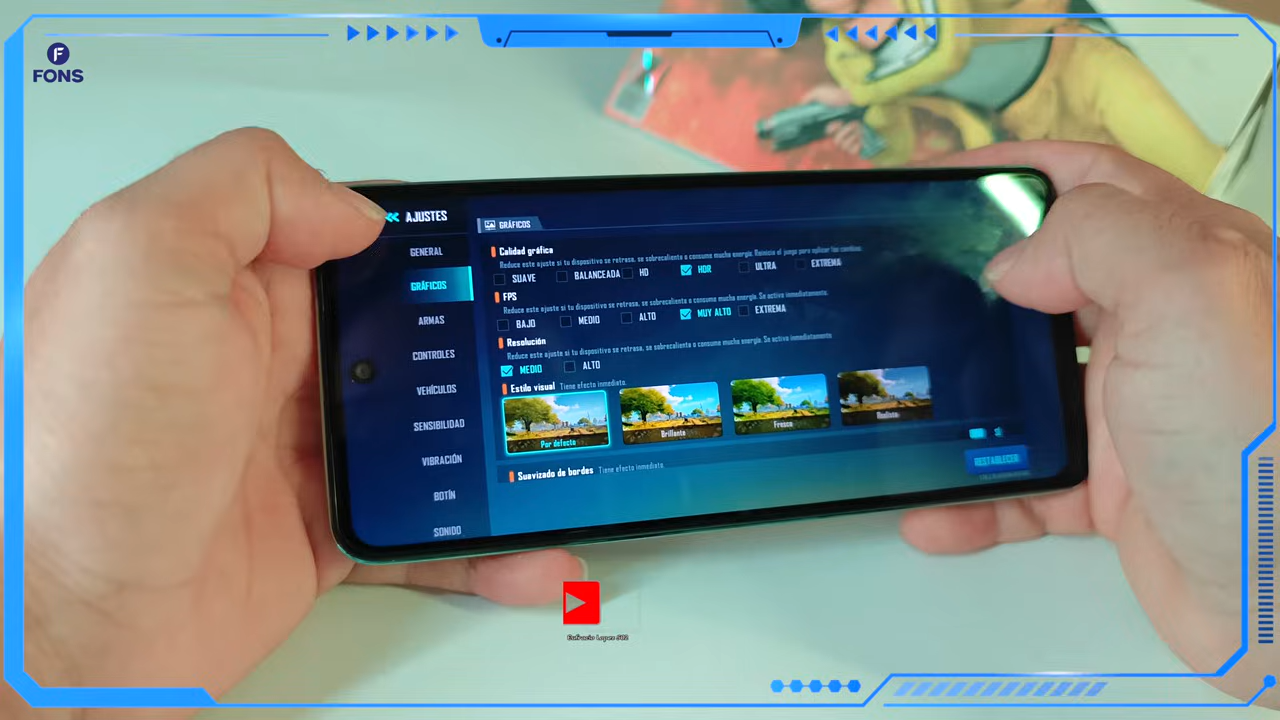 FONS
AJUSTES
GRÁFICOS
GENERAL
GRÁFICOS
ARMAS
CONTROLES
VEHÍCULOS
SENSIBILIDAD
VIBRACIÓN
BOTÍN
SONIDO
Calidad gráfica
Reduce este ajuste si tu dispositivo se retrasa, se sobrecalienta o consume mucha energía. Reinicia el juego para aplicar los cambios.
SUAVE BALANCEADA HD HDR ULTRA EXTREMA
FPS
Reduce este ajuste si tu dispositivo se retrasa, se sobrecalienta o consume mucha energía. Se activa inmediatamente.
BAJO MEDIO ALTO MUY ALTO EXTREMA
Resolución
Reduce este ajuste si tu dispositivo se retrasa, se sobrecalienta o consume mucha energía. Se activa inmediatamente
MEDIO ALTO
Estilo visual Tiene efecto inmediato.
Por defecto Brillante Fresco Realista
Suavizado de bordes Tiene efecto inmediato.
RESTABLECER